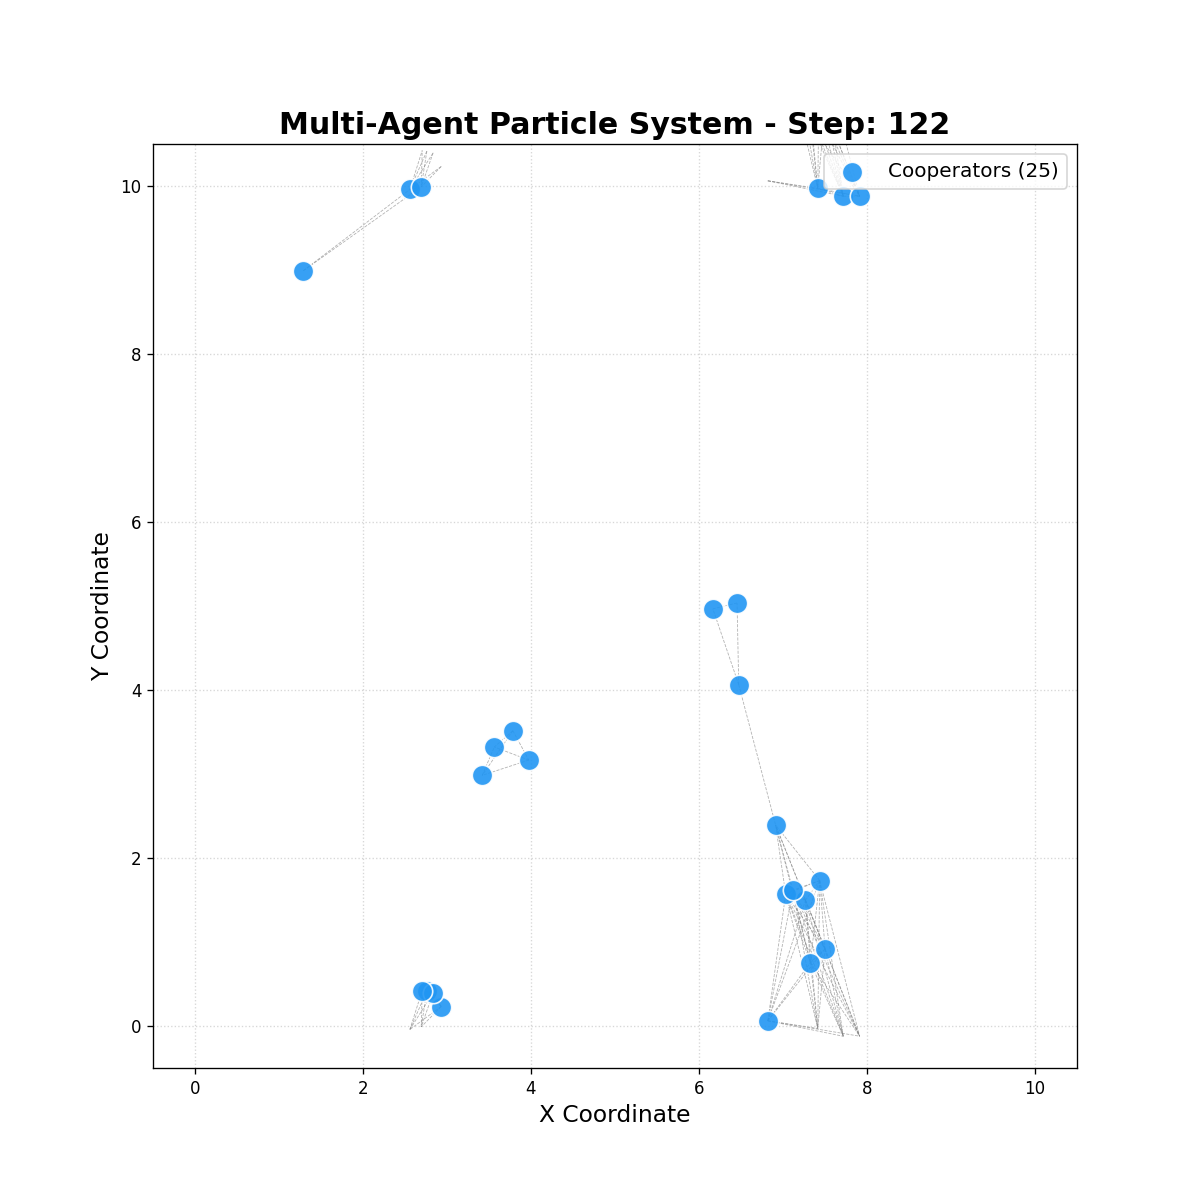 Multi-Agent Particle System - Step: 122
Cooperators (25)
10
8
6
4
2
0
Y Coordinate
0 2 4 6 8 10
X Coordinate